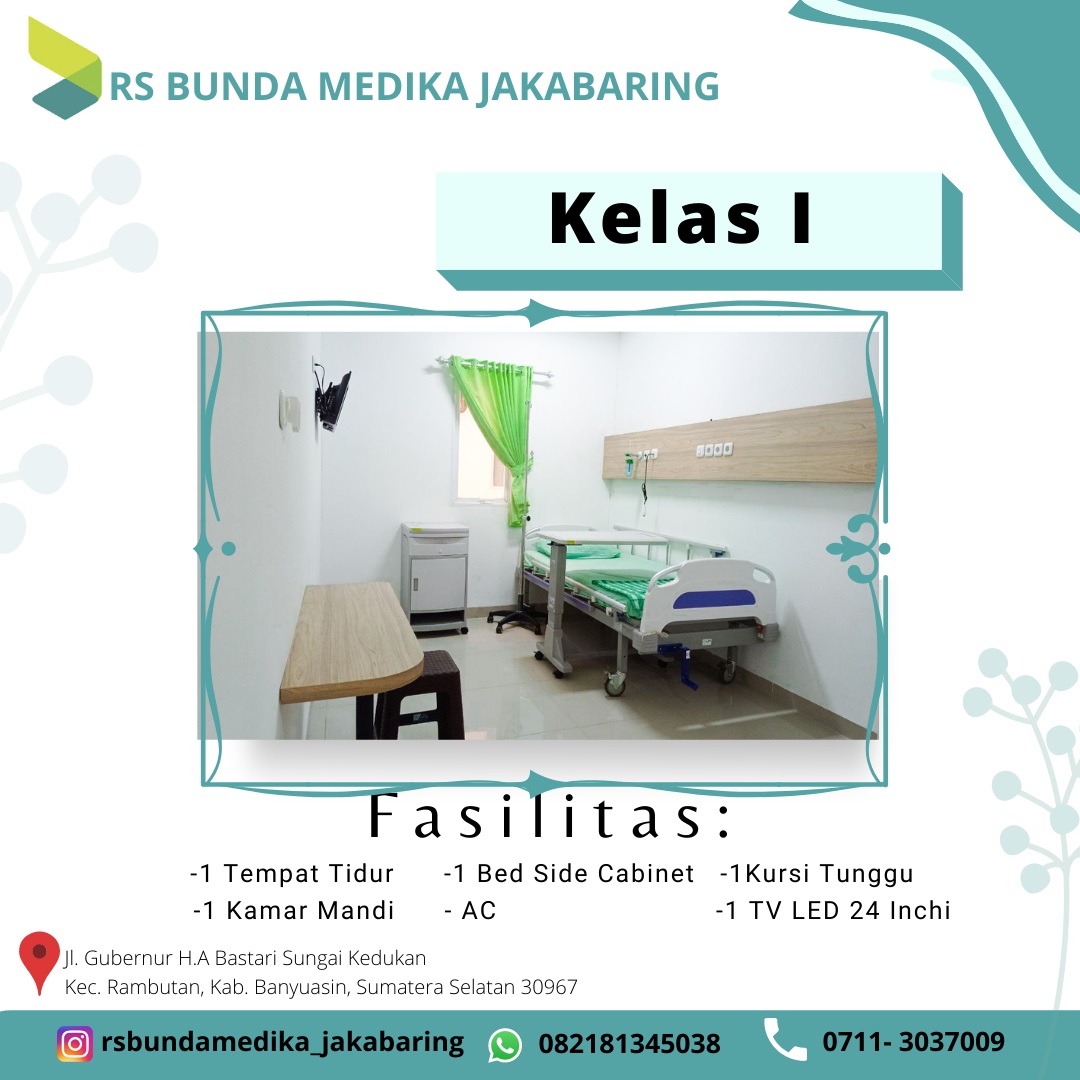 RS BUNDA MEDIKA JAKABARING
Kelas I
Fasilitas:
-1 Tempat Tidur -1 Bed Side Cabinet -1Kursi Tunggu
-1 Kamar Mandi - AC -1 TV LED 24 Inchi
Jl. Gubernur H.A Bastari Sungai Kedukan
Kec. Rambutan, Kab. Banyuasin, Sumatera Selatan 30967
rsbundamedika_jakabaring 082181345038 0711- 3037009